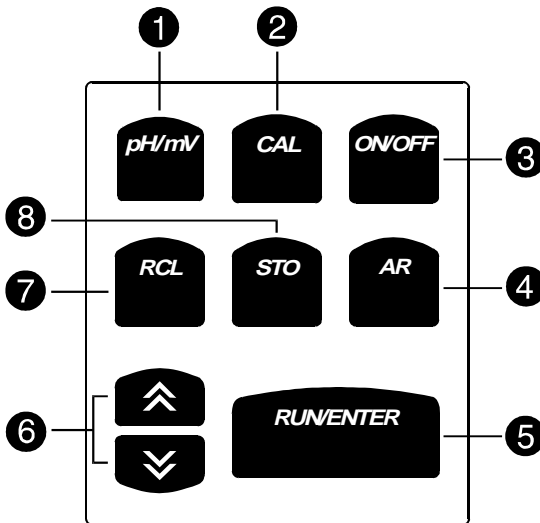 1 2
pH/mV CAL ON/OFF 3
8
RCL STO AR
7 4
6 RUN/ENTER 5